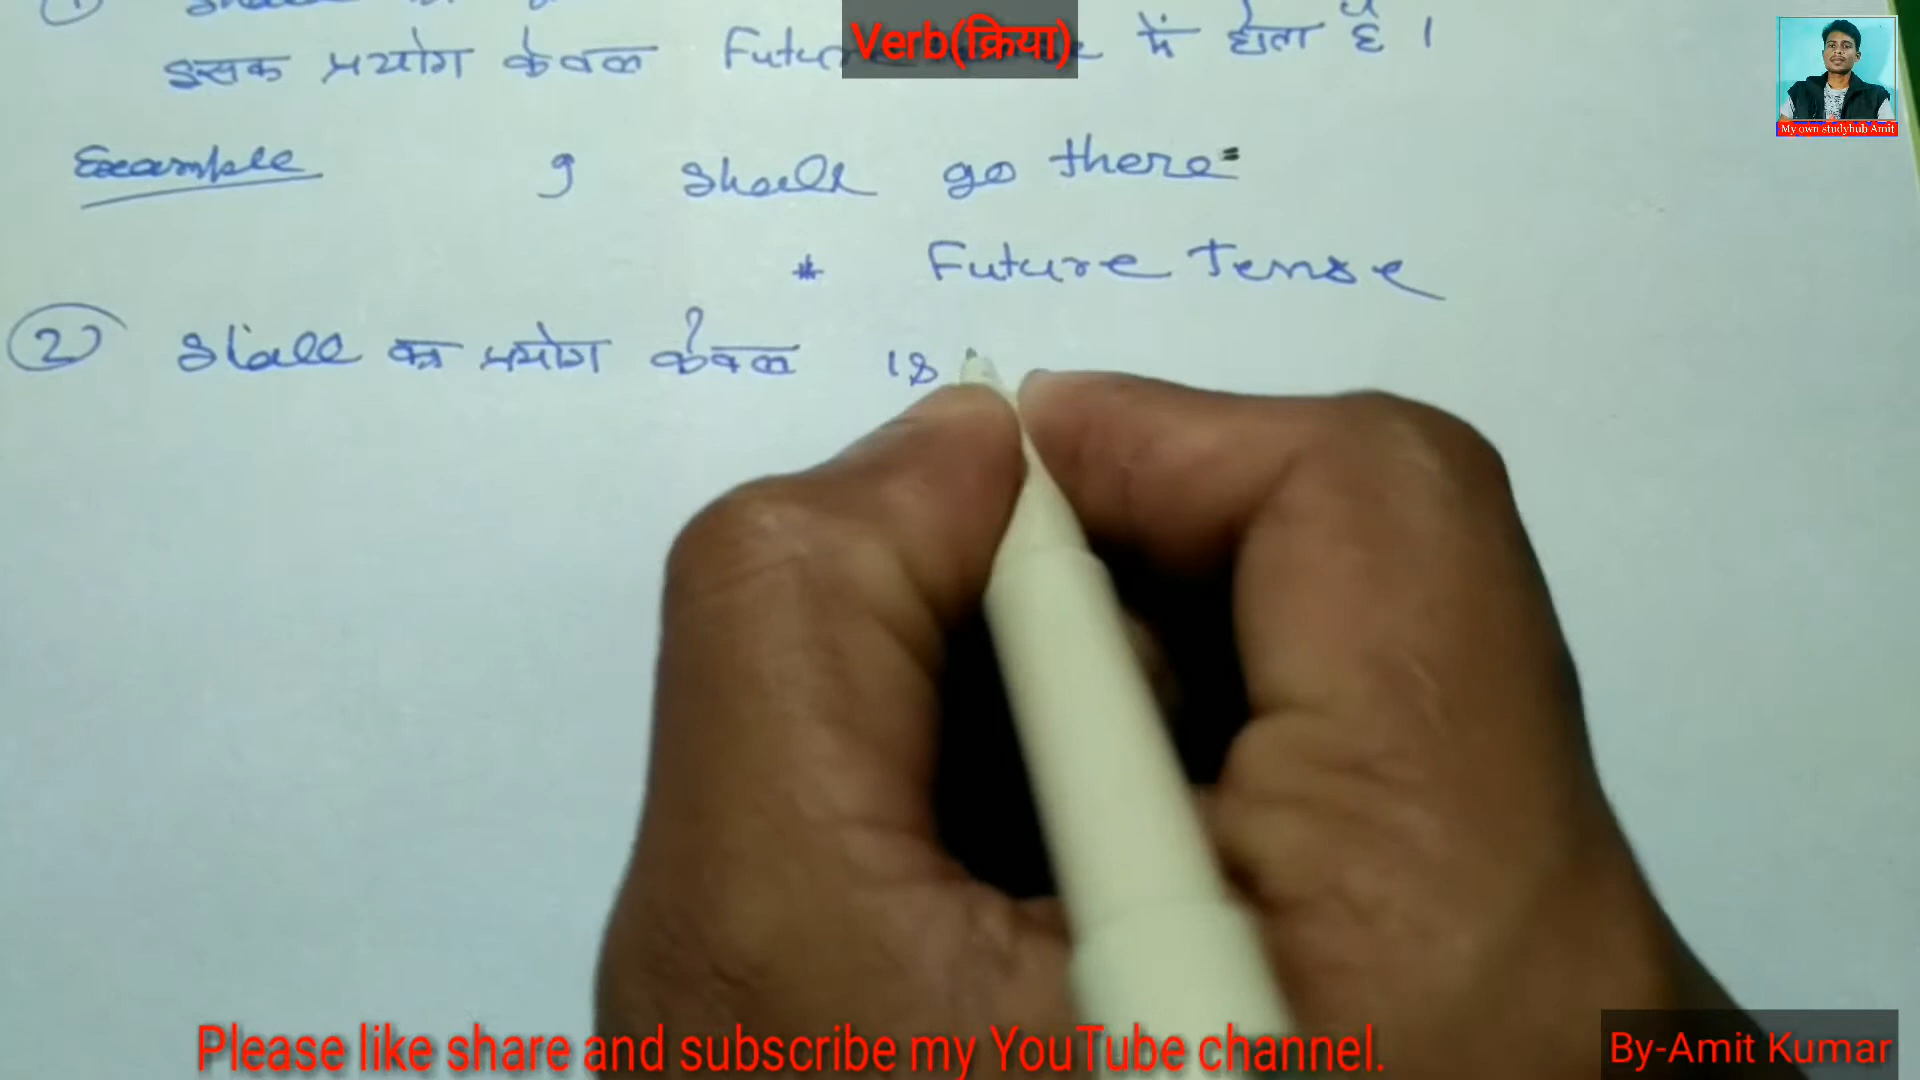 Verb(क्रिया)
इसक प्रयोग केवल Future में होता है ।
My own studyhub Amit
Example I shall go there
* Future Tense
2 Shall का प्रयोग केवल
Please like share and subscribe my YouTube channel.
By-Amit Kumar